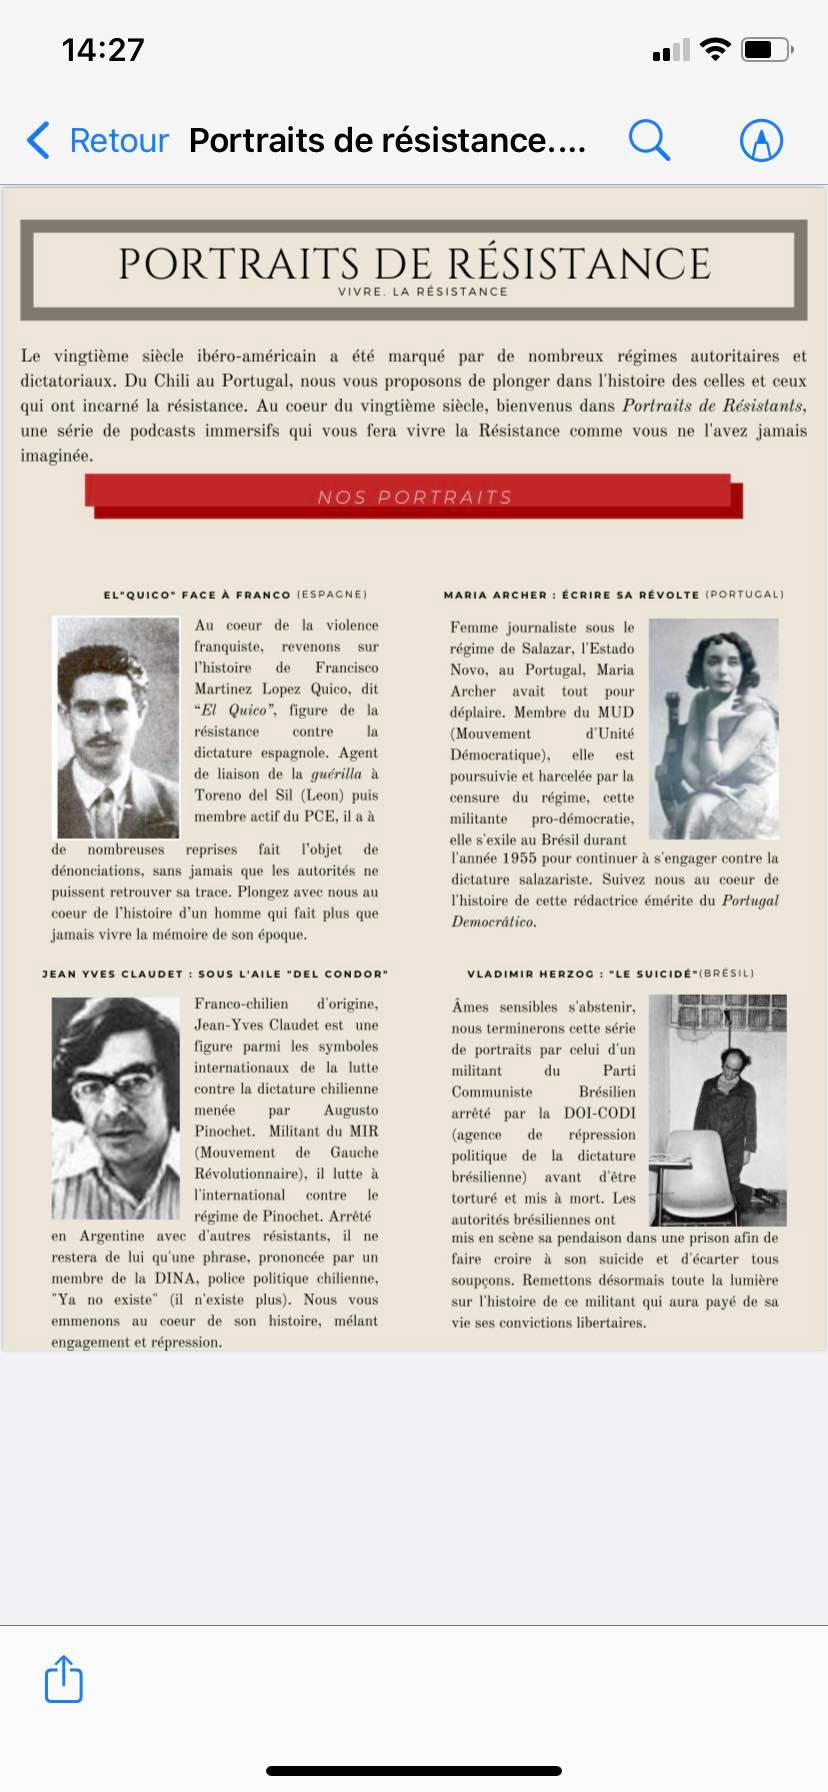 14:27
Retour Portraits de résistance....
PORTRAITS DE RÉSISTANCE
VIVRE. LA RÉSISTANCE
Le vingtième siècle ibéro-américain a été marqué par de nombreux régimes autoritaires et
dictatoriaux. Du Chili au Portugal, nous vous proposons de plonger dans l'histoire des celles et ceux
qui ont incarné la résistance. Au coeur du vingtième siècle, bienvenus dans Portraits de Résistants,
une série de podcasts immersifs qui vous fera vivre la Résistance comme vous ne l'avez jamais
imaginée.
NOS PORTRAITS
EL"QUICO" FACE À FRANCO (ESPAGNE)
Au coeur de la violence
franquiste, revenons sur
l'histoire de Francisco
Martinez Lopez Quico, dit
"El Quico", figure de la
résistance contre la
dictature espagnole. Agent
de liaison de la guérilla à
Toreno del Sil (Leon) puis
membre actif du PCE, il a à
de nombreuses reprises fait l'objet de
dénonciations, sans jamais que les autorités ne
puissent retrouver sa trace. Plongez avec nous au
coeur de l'histoire d'un homme qui fait plus que
jamais vivre la mémoire de son époque.
MARIA ARCHER : ÉCRIRE SA RÉVOLTE (PORTUGAL)
Femme journaliste sous le
régime de Salazar, l'Estado
Novo, au Portugal, Maria
Archer avait tout pour
déplaire. Membre du MUD
(Mouvement d'Unité
Démocratique), elle est
poursuivie et harcelée par la
censure du régime, cette
militante pro-démocratie,
elle s'exile au Brésil durant
l'année 1955 pour continuer à s'engager contre la
dictature salazariste. Suivez nous au coeur de
l'histoire de cette rédactrice émérite du Portugal
Democrâtico.
JEAN YVES CLAUDET : SOUS L'AILE "DEL CONDOR"
Franco-chilien d'origine,
Jean-Yves Claudet est une
figure parmi les symboles
internationaux de la lutte
contre la dictature chilienne
menée par Augusto
Pinochet. Militant du MIR
(Mouvement de Gauche
Révolutionnaire), il lutte à
l'international contre le
régime de Pinochet. Arrêté
en Argentine avec d'autres résistants, il ne
restera de lui qu'une phrase, prononcée par un
membre de la DINA, police politique chilienne,
"Ya no existe" (il n'existe plus). Nous vous
emmenons au coeur de son histoire, mélant
engagement et répression.
VLADIMIR HERZOG : "LE SUICIDÉ"(BRÉSIL)
Âmes sensibles s'abstenir,
nous terminerons cette série
de portraits par celui d'un
militant du Parti
Communiste Brésilien
arrêté par la DOI-CODI
(agence de répression
politique de la dictature
brésilienne) avant d'être
torturé et mis à mort. Les
autorités brésiliennes ont
mis en scène sa pendaison dans une prison afin de
faire croire à son suicide et d'écarter tous
soupçons. Remettons désormais toute la lumière
sur l'histoire de ce militant qui aura payé de sa
vie ses convictions libertaires.